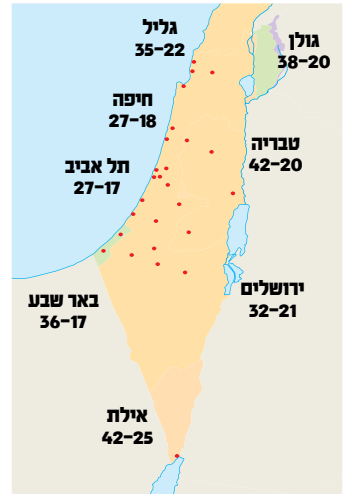 גליל
35–22
גולן
38–20
חיפה
27–18
טבריה
42–20
תל אביב
27–17
ירושלים
32–21
באר שבע
36–17
אילת
42–25